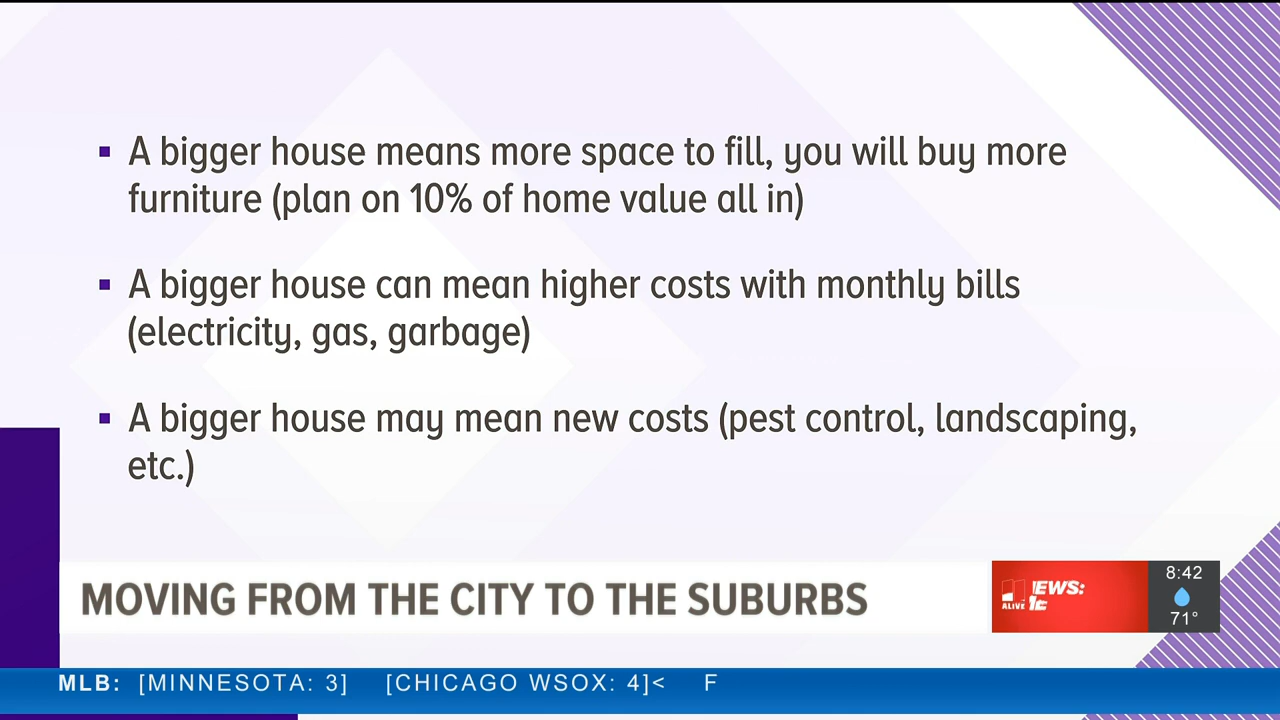 ▪ A bigger house means more space to fill, you will buy more
furniture (plan on 10% of home value all in)
▪ A bigger house can mean higher costs with monthly bills
(electricity, gas, garbage)
▪ A bigger house may mean new costs (pest control, landscaping,
etc.)
MOVING FROM THE CITY TO THE SUBURBS
11
ALIVE
EWS:
8:42
71°
MLB: [MINNESOTA: 3] [CHICAGO WSOX: 4]< F